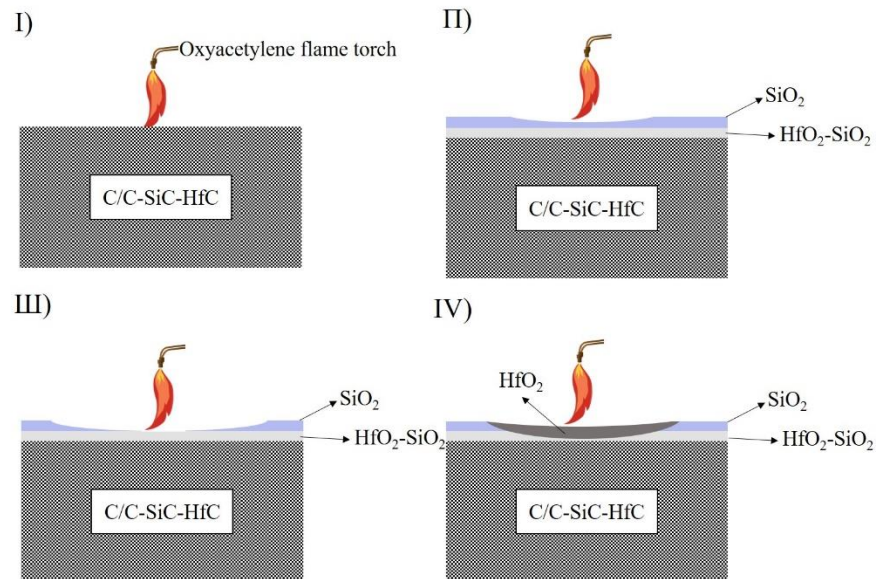 I)
Oxyacetylene flame torch
C/C-SiC-HfC
П)
SiO₂
HfO₂-SiO₂
C/C-SiC-HfC
Ш)
SiO₂
HfO₂-SiO₂
C/C-SiC-HfC
IV)
HfO₂
SiO₂
HfO₂-SiO₂
C/C-SiC-HfC